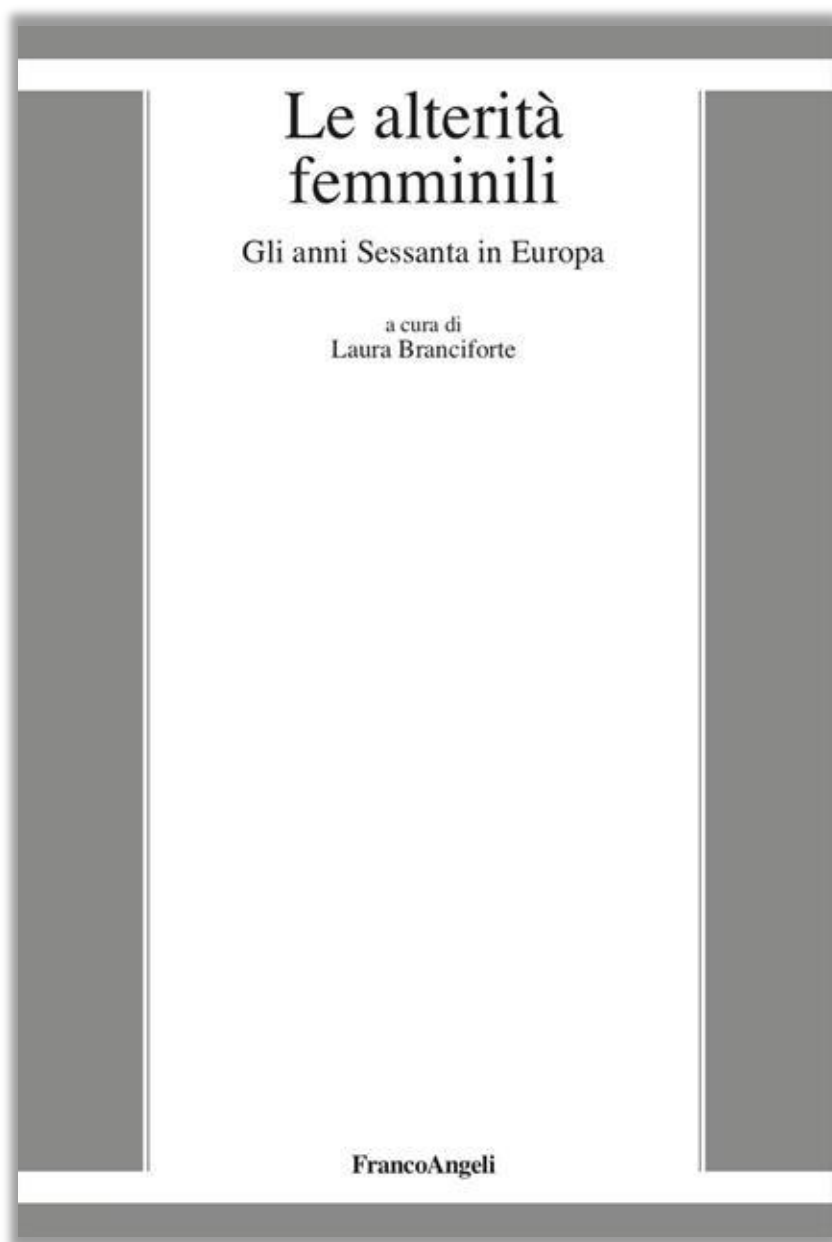 Le alterità
femminili
Gli anni Sessanta in Europa
a cura di
Laura Branciforte
FrancoAngeli